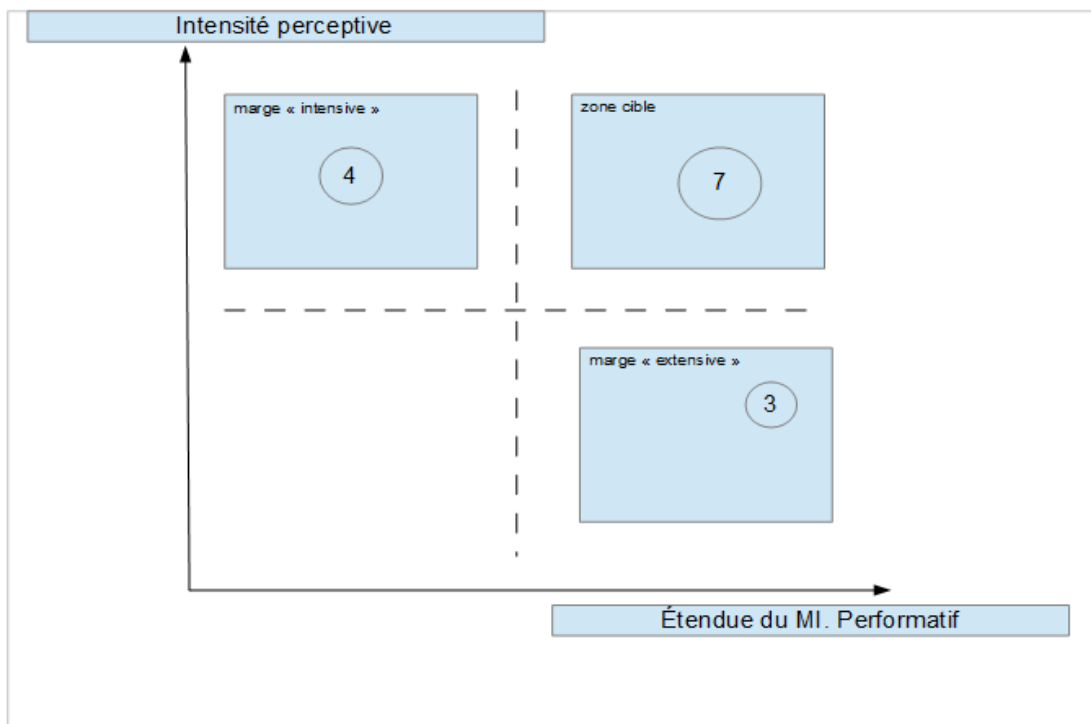 Intensité perceptive
marge « intensive »
4
zone cible
7
marge « extensive »
3
Étendue du MI. Performatif